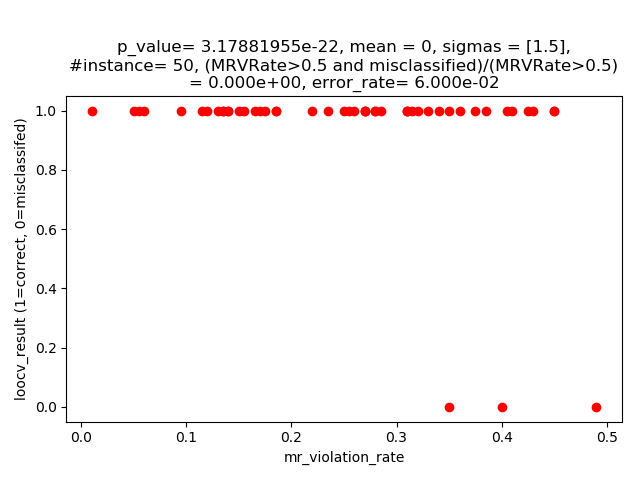 p_value= 3.17881955e-22, mean = 0, sigmas = [1.5],
#instance= 50, (MRVRate>0.5 and misclassified)/(MRVRate>0.5)
= 0.000e+00, error_rate= 6.000e-02
loocv_result (1=correct, 0=misclassifed)
1.0
0.8
0.6
0.4
0.2
0.0
0.0 0.1 0.2 0.3 0.4 0.5
mr_violation_rate